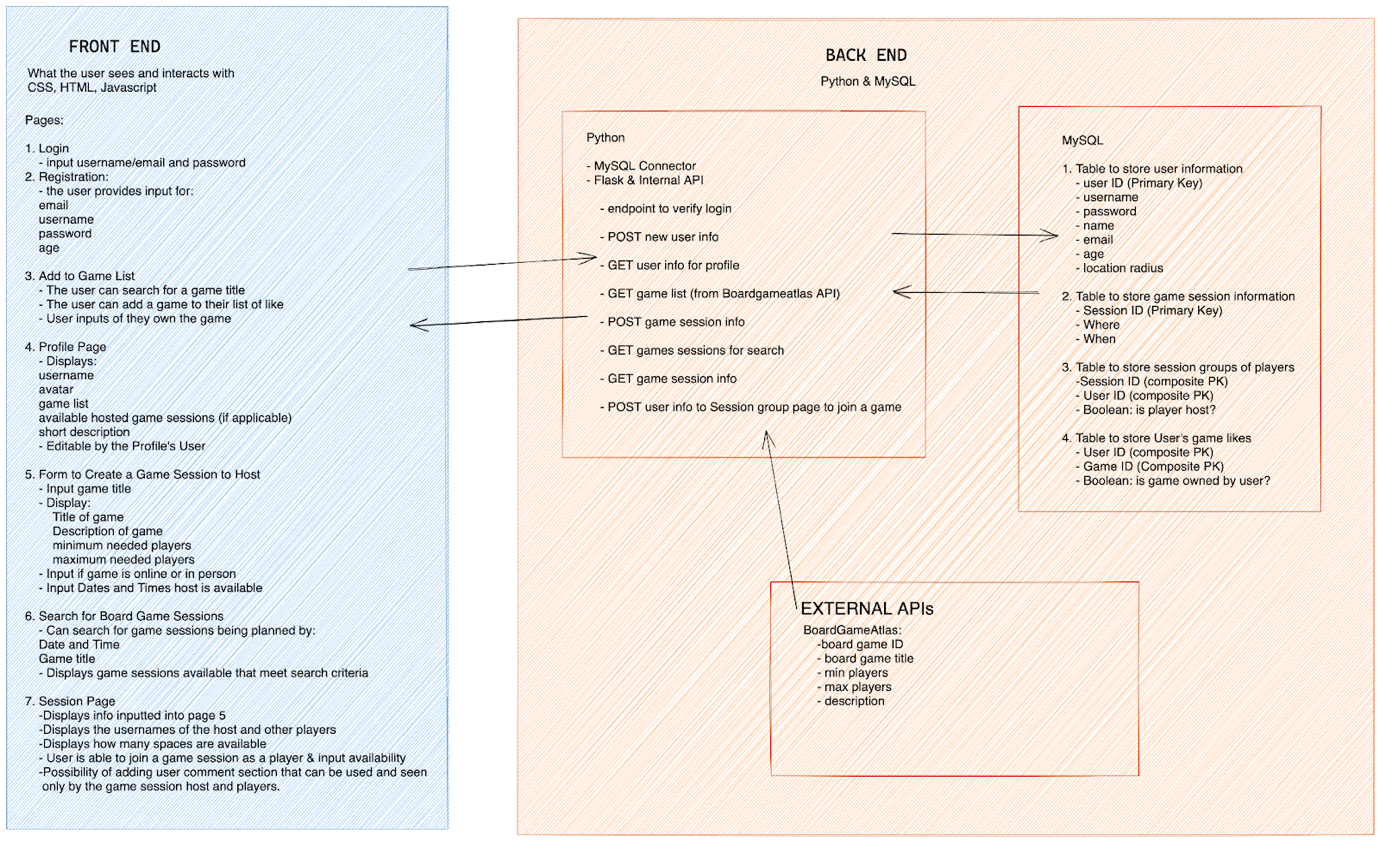 FRONT END
What the user sees and interacts with
CSS, HTML, Javascript
Pages:
1. Login
- input username/email and password
2. Registration:
- the user provides input for:
email
username
password
age
3. Add to Game List
- The user can search for a game title
- The user can add a game to their list of like
- User inputs of they own the game
4. Profile Page
- Displays:
username
avatar
game list
available hosted game sessions (if applicable)
short description
- Editable by the Profile's User
5. Form to Create a Game Session to Host
- Input game title
- Display:
Title of game
Description of game
minimum needed players
maximum needed players
- Input if game is online or in person
- Input Dates and Times host is available
6. Search for Board Game Sessions
- Can search for game sessions being planned by:
Date and Time
Game title
- Displays game sessions available that meet search criteria
7. Session Page
-Displays info inputted into page 5
-Displays the usernames of the host and other players
-Displays how many spaces are available
- User is able to join a game session as a player & input availability
-Possibility of adding user comment section that can be used and seen
only by the game session host and players.
BACK END
Python & MySQL
Python
- MySQL Connector
- Flask & Internal API
- endpoint to verify login
- POST new user info
- GET user info for profile
- GET game list (from Boardgameatlas API)
- POST game session info
- GET games sessions for search
- GET game session info
- POST user info to Session group page to join a game
MySQL
1. Table to store user information
- user ID (Primary Key)
- username
- password
- name
- email
- age
- location radius
2. Table to store game session information
- Session ID (Primary Key)
- Where
- When
3. Table to store session groups of players
-Session ID (composite PK)
- User ID (composite PK)
- Boolean: is player host?
4. Table to store User's game likes
- User ID (composite PK)
- Game ID (Composite PK)
- Boolean: is game owned by user?
EXTERNAL APIs
BoardGameAtlas:
-board game ID
- board game title
- min players
- max players
- description